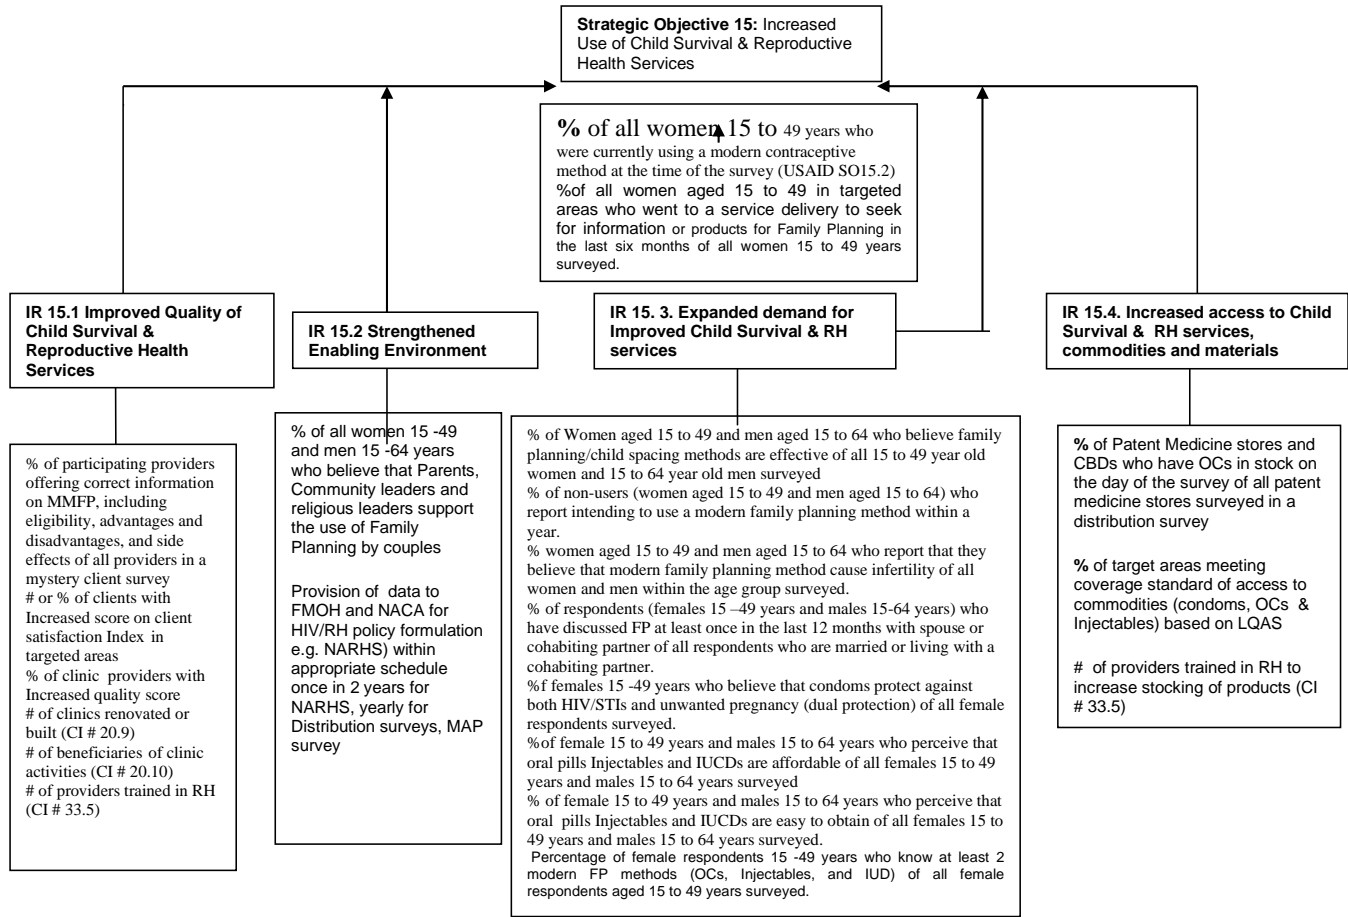 Strategic Objective 15: Increased
Use of Child Survival & Reproductive
Health Services
% of all women 15 to 49 years who
were currently using a modern contraceptive
method at the time of the survey (USAID SO15.2)
%of all women aged 15 to 49 in targeted
areas who went to a service delivery to seek
for information or products for Family Planning in
the last six months of all women 15 to 49 years
surveyed.
IR 15.1 Improved Quality of
Child Survival &
Reproductive Health
Services
IR 15.2 Strengthened
Enabling Environment
IR 15. 3. Expanded demand for
Improved Child Survival & RH
services
IR 15.4. Increased access to Child
Survival & RH services,
commodities and materials
% of participating providers
offering correct information
on MMFP, including
eligibility, advantages and
disadvantages, and side
effects of all providers in a
mystery client survey
# or % of clients with
Increased score on client
satisfaction Index in
targeted areas
% of clinic providers with
Increased quality score
# of clinics renovated or
built (CI # 20.9)
# of beneficiaries of clinic
activities (CI # 20.10)
# of providers trained in RH
(CI # 33.5)
% of all women 15 -49
and men 15 -64 years
who believe that Parents,
Community leaders and
religious leaders support
the use of Family
Planning by couples
Provision of data to
FMOH and NACA for
HIV/RH policy formulation
e.g. NARHS) within
appropriate schedule
once in 2 years for
NARHS, yearly for
Distribution surveys, MAP
survey
% of Women aged 15 to 49 and men aged 15 to 64 who believe family
planning/child spacing methods are effective of all 15 to 49 year old
women and 15 to 64 year old men surveyed
% of non-users (women aged 15 to 49 and men aged 15 to 64) who
report intending to use a modern family planning method within a
year.
% women aged 15 to 49 and men aged 15 to 64 who report that they
believe that modern family planning method cause infertility of all
women and men within the age group surveyed.
% of respondents (females 15 –49 years and males 15-64 years) who
have discussed FP at least once in the last 12 months with spouse or
cohabiting partner of all respondents who are married or living with a
cohabiting partner.
%f females 15 -49 years who believe that condoms protect against
both HIV/STIs and unwanted pregnancy (dual protection) of all female
respondents surveyed.
%of female 15 to 49 years and males 15 to 64 years who perceive that
oral pills Injectables and IUCDs are affordable of all females 15 to 49
years and males 15 to 64 years surveyed
% of female 15 to 49 years and males 15 to 64 years who perceive that
oral pills Injectables and IUCDs are easy to obtain of all females 15 to
49 years and males 15 to 64 years surveyed.
Percentage of female respondents 15 -49 years who know at least 2
modern FP methods (OCs, Injectables, and IUD) of all female
respondents aged 15 to 49 years surveyed.
% of Patent Medicine stores and
CBDs who have OCs in stock on
the day of the survey of all patent
medicine stores surveyed in a
distribution survey
% of target areas meeting
coverage standard of access to
commodities (condoms, OCs &
Injectables) based on LQAS
# of providers trained in RH to
increase stocking of products (CI
# 33.5)